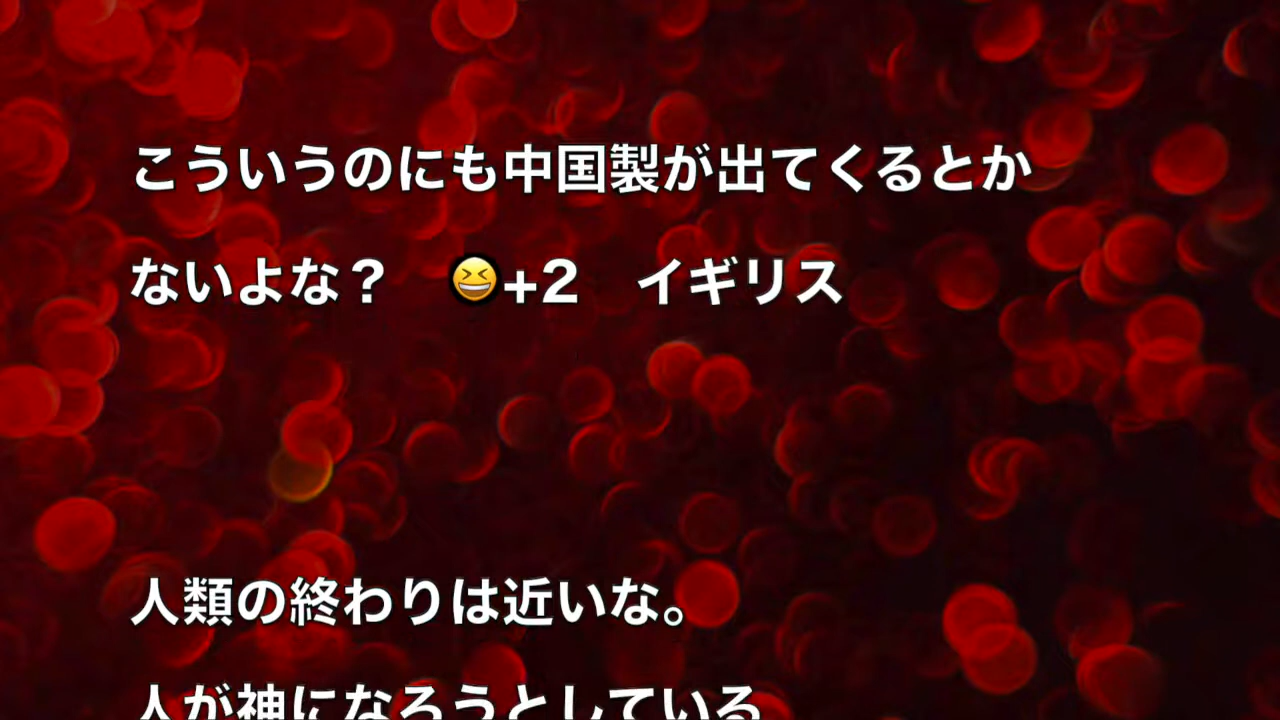 こういうのにも中国製が出てくるとか
ないよな？　😆+2　イギリス
人類の終わりは近いな。
人が神になろうとしている